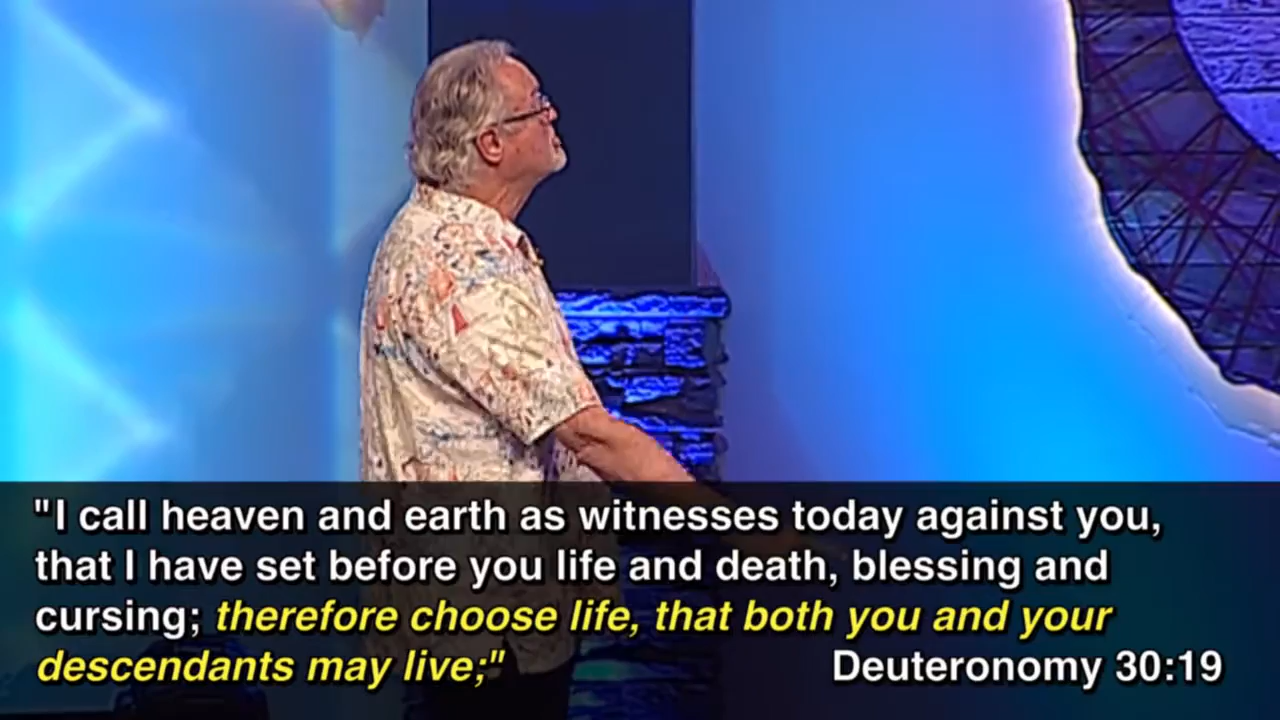 "I call heaven and earth as witnesses today against you,
that I have set before you life and death, blessing and
cursing; therefore choose life, that both you and your
descendants may live;"
Deuteronomy 30:19